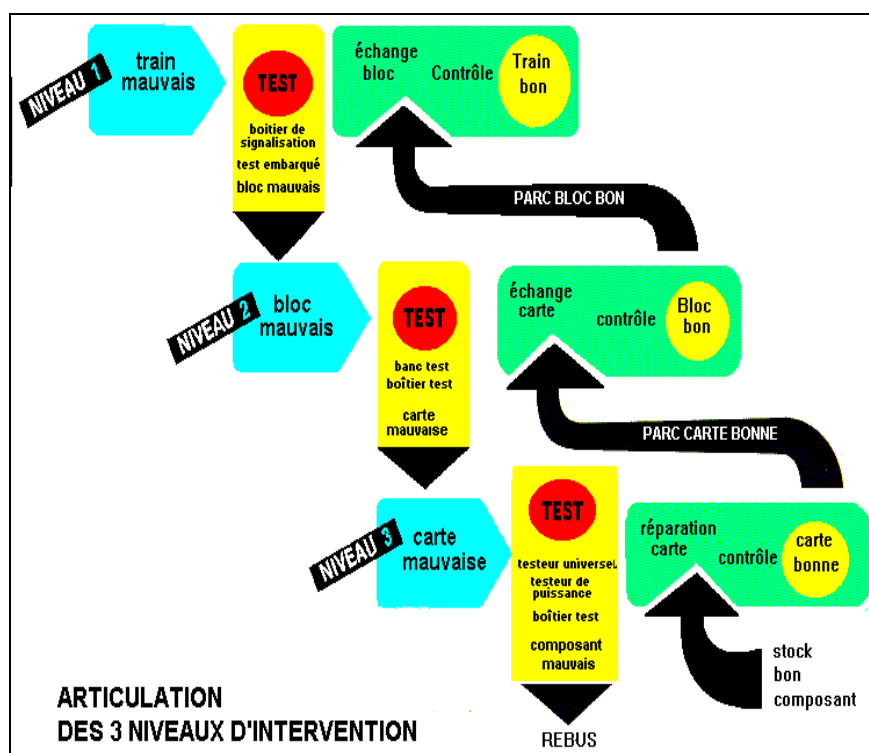 NIVEAU 1
train
mauvais
TEST
boitier de
signalisation
test embarqué
bloc mauvais
échange
bloc
Contrôle
Train
bon
PARC BLOC BON
NIVEAU 2
bloc
mauvais
TEST
banc test
boîtier test
carte
mauvaise
échange
carte
contrôle
Bloc
bon
PARC CARTE BONNE
NIVEAU 3
carte
mauvaise
TEST
testeur universel
testeur de
puissance
boîtier test
composant
mauvais
REBUS
réparation
carte
contrôle
carte
bonne
stock
bon
composant
ARTICULATION
DES 3 NIVEAUX D'INTERVENTION